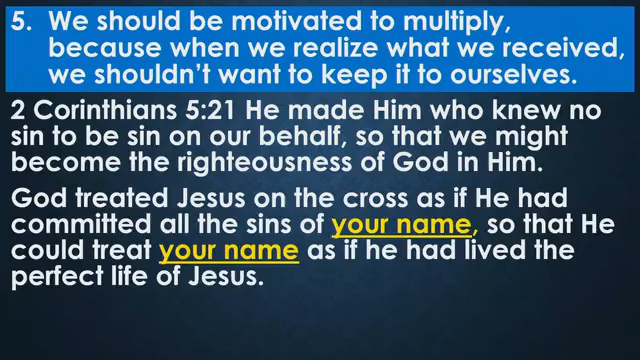 5. We should be motivated to multiply,
because when we realize what we received,
we shouldn't want to keep it to ourselves.
2 Corinthians 5:21 He made Him who knew no
sin to be sin on our behalf, so that we might
become the righteousness of God in Him.
God treated Jesus on the cross as if He had
committed all the sins of your name, so that He
could treat your name as if he had lived the
perfect life of Jesus.